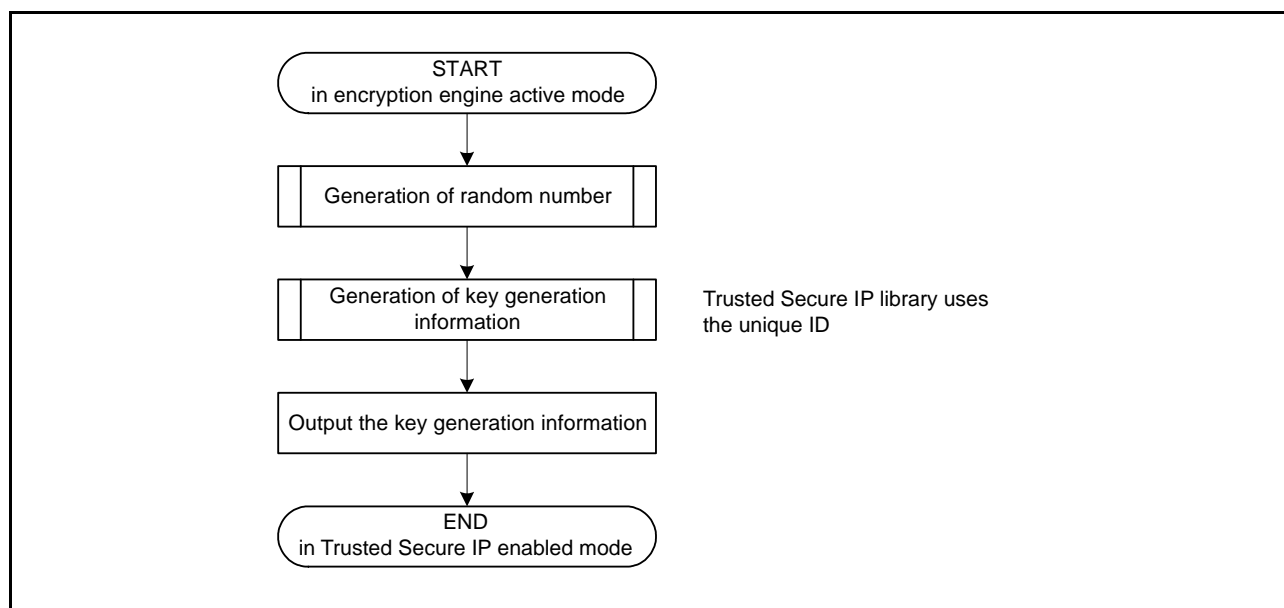 START
in encryption engine active mode
Generation of random number
Generation of key generation
information
Trusted Secure IP library uses
the unique ID
Output the key generation information
END
in Trusted Secure IP enabled mode